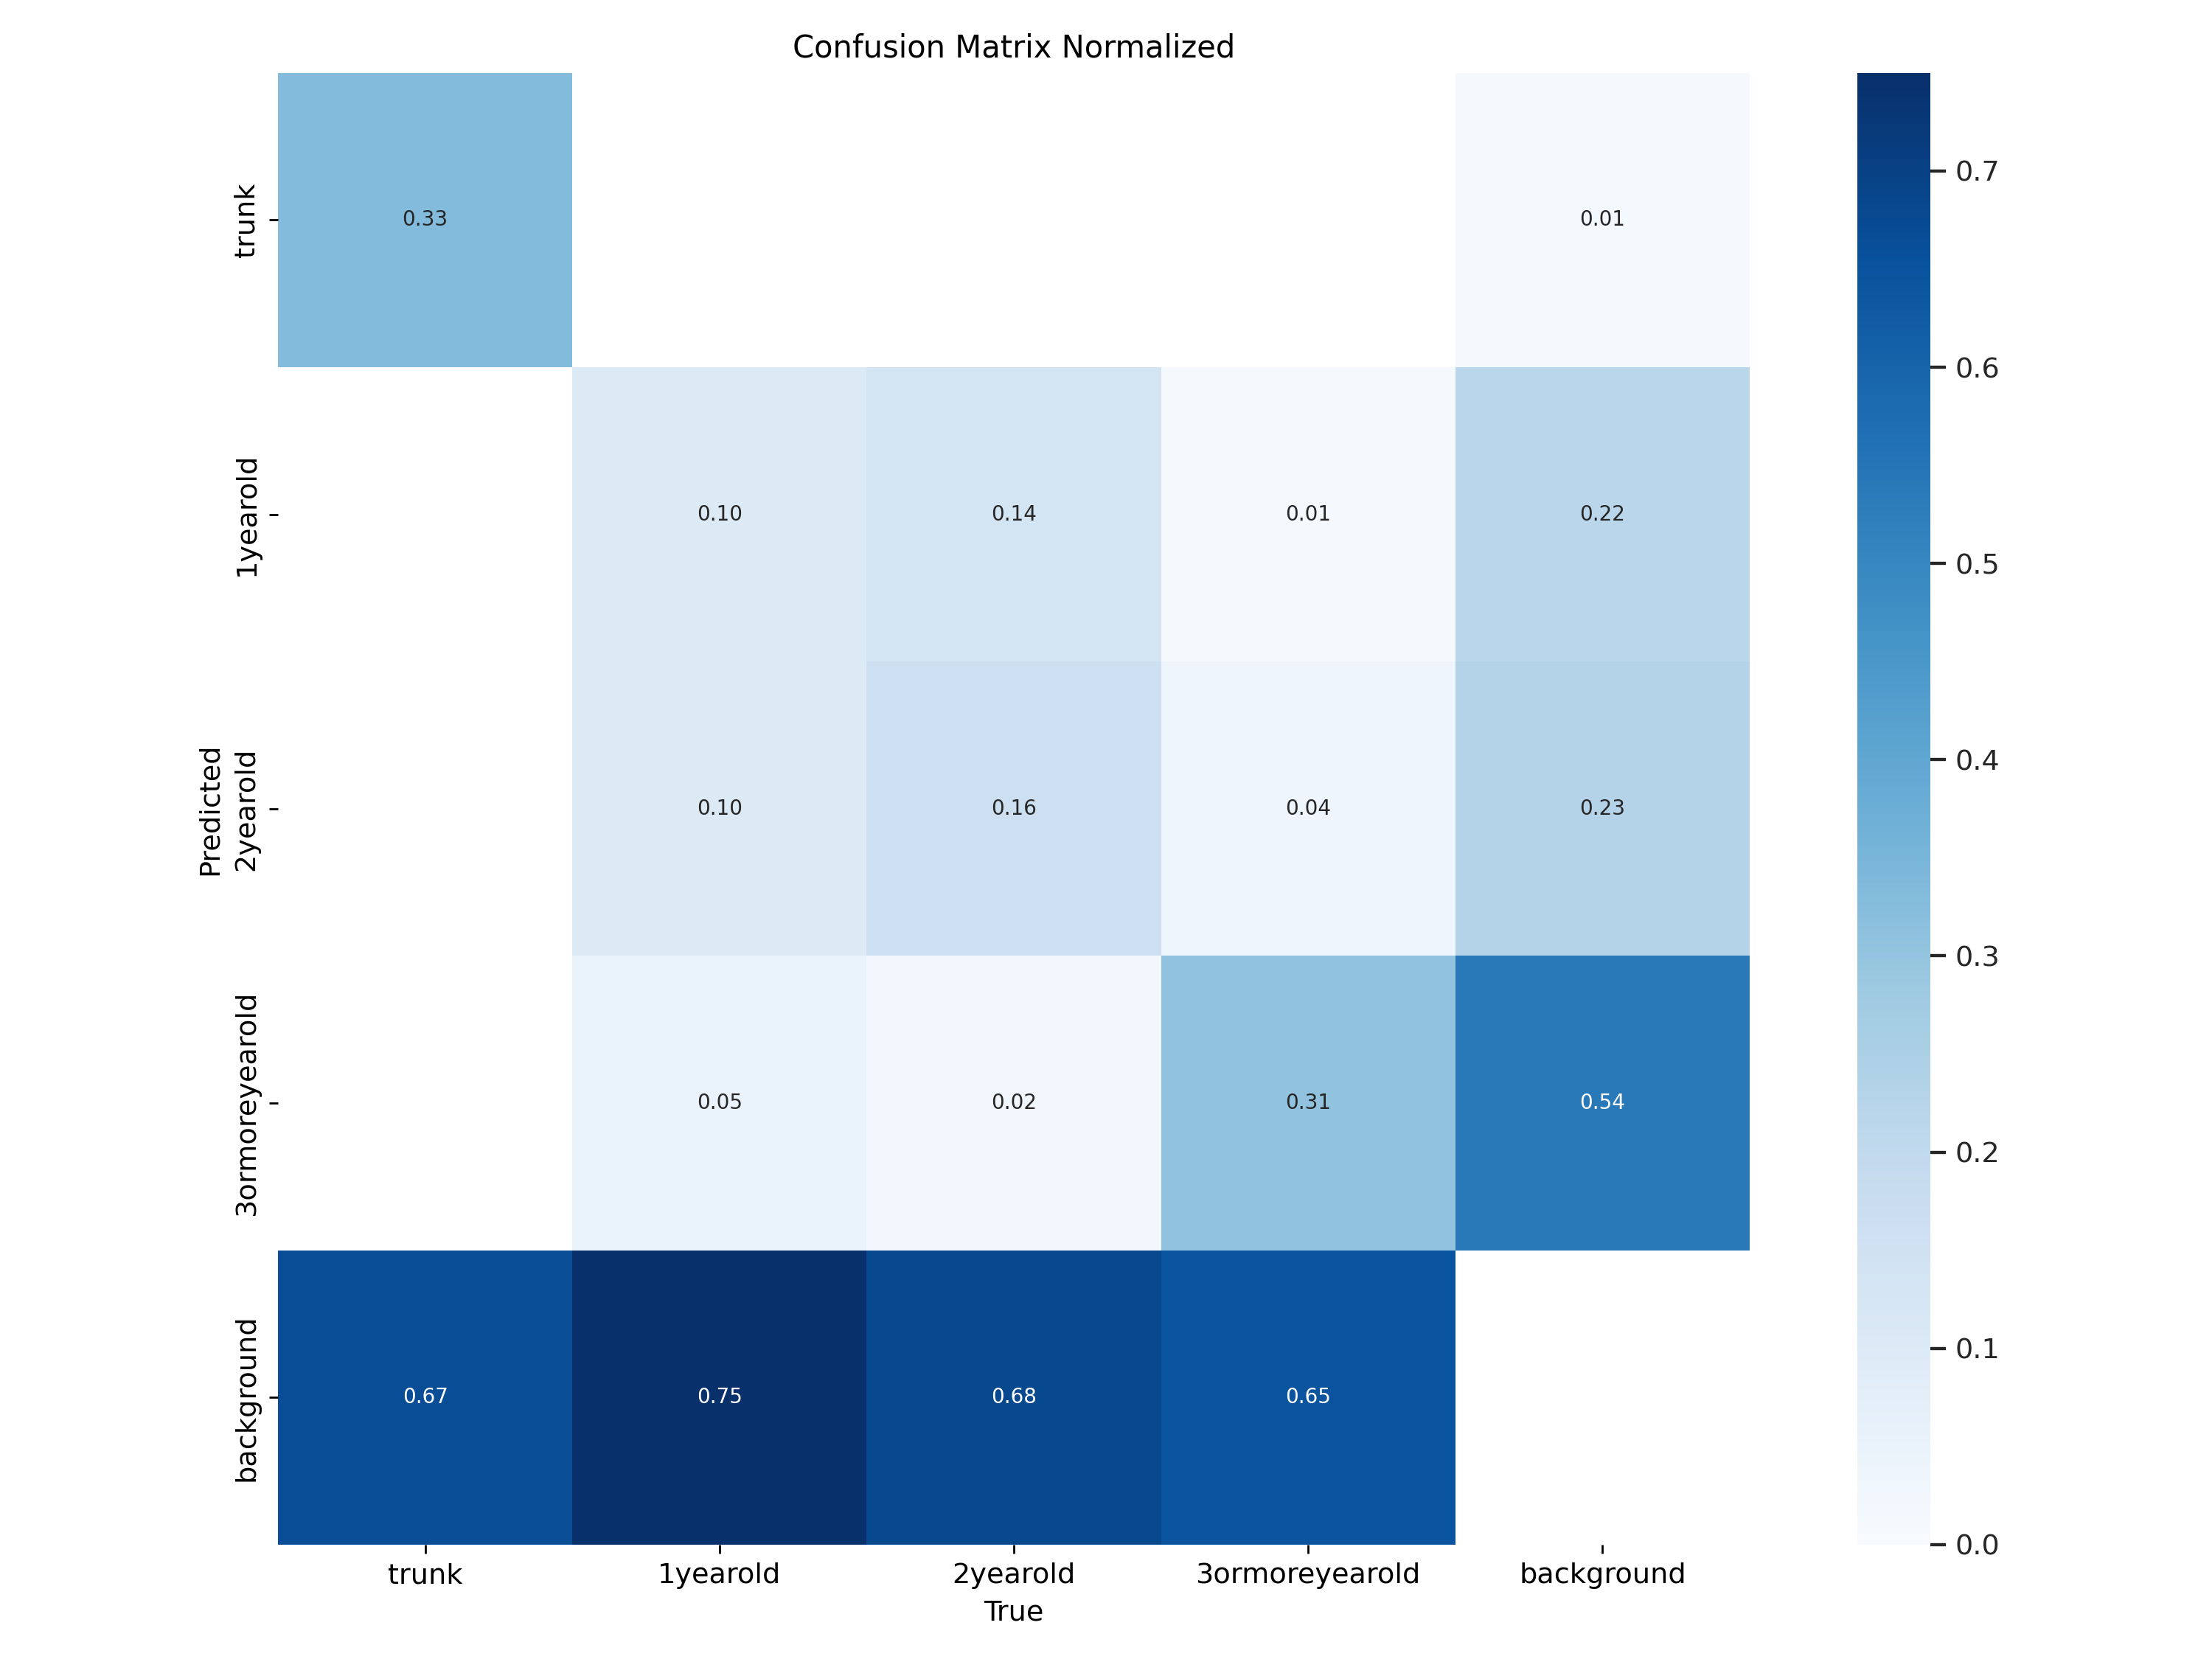 Confusion Matrix Normalized
trunk
0.33
0.01
1yearold
0.10
0.14
0.01
0.22
Predicted
2yearold
0.10
0.16
0.04
0.23
3ormoreyearold
0.05
0.02
0.31
0.54
background
0.67
0.75
0.68
0.65
trunk
1yearold
2yearold
3ormoreyearold
background
True
0.7
0.6
0.5
0.4
0.3
0.2
0.1
0.0